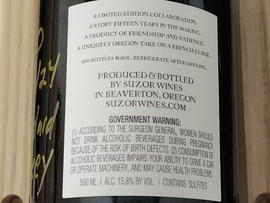 A LIMITED EDITION COLLABORATION.
A STORY FIFTEEN YEARS IN THE MAKING.
A PRODUCT OF FRIENDSHIP AND PATIENCE.
A UNIQUELY OREGON TAKE ON A FRENCH ELIXIR.
660 BOTTLES MADE. REFRIGERATE AFTER OPENING.
PRODUCED & BOTTLED
BY SUZOR WINES
IN BEAVERTON, OREGON
SUZORWINES.COM
GOVERNMENT WARNING:
(1) ACCORDING TO THE SURGEON GENERAL, WOMEN SHOULD
NOT DRINK ALCOHOLIC BEVERAGES DURING PREGNANCY
BECAUSE OF THE RISK OF BIRTH DEFECTS. (2) CONSUMPTION OF
ALCOHOLIC BEVERAGES IMPAIRS YOUR ABILITY TO DRIVE A CAR
OR OPERATE MACHINERY, AND MAY CAUSE HEALTH PROBLEMS.
500 ML | ALC. 15.8% BY VOL. | CONTAINS SULFITES